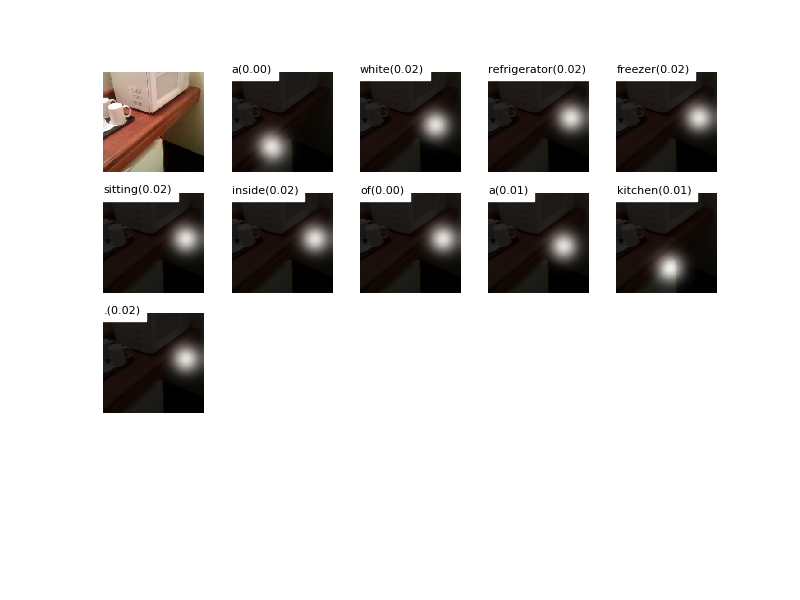 a(0.00) white(0.02) refrigerator(0.02) freezer(0.02)
sitting(0.02) inside(0.02) of(0.00) a(0.01) kitchen(0.01)
.(0.02)